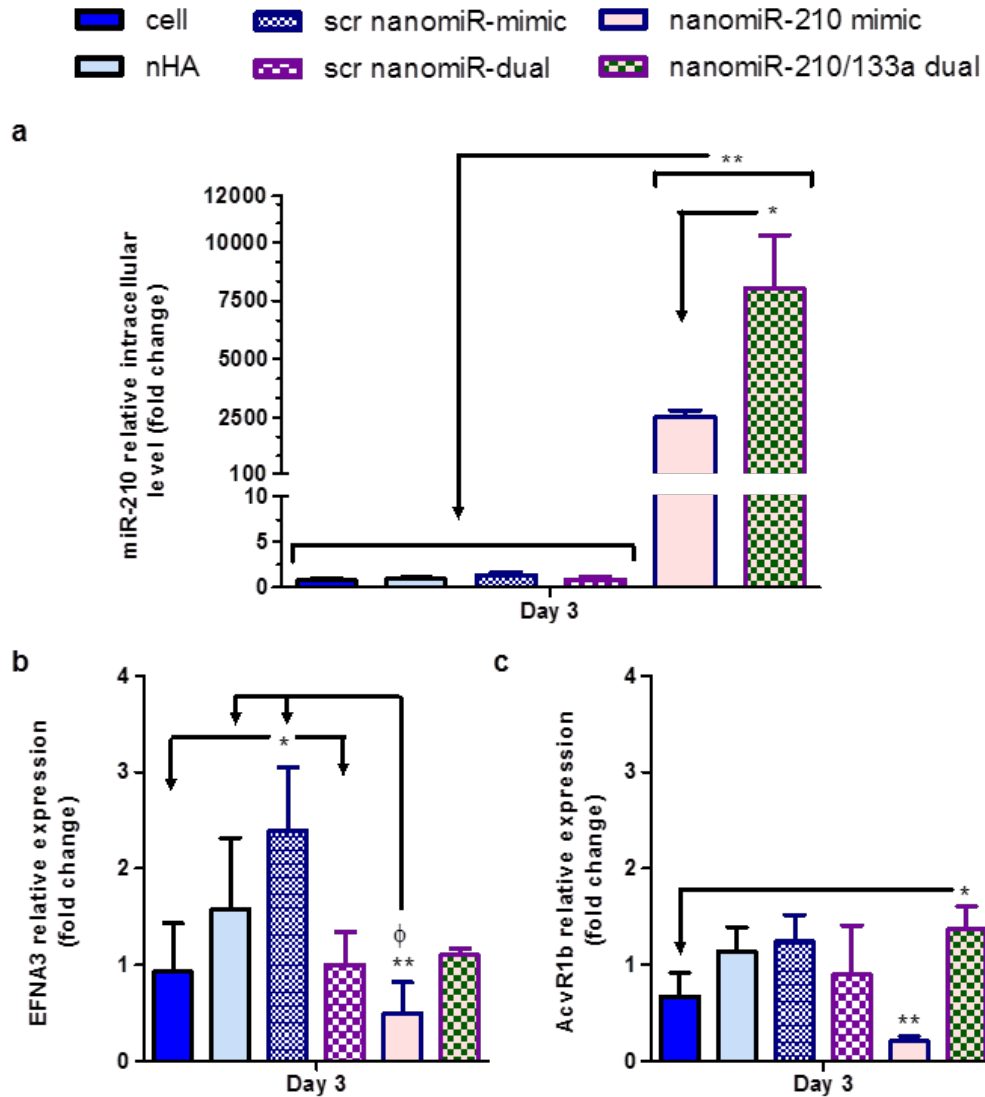 cell scr nanomiR-mimic nanomiR-210 mimic
nHA scr nanomiR-dual nanomiR-210/133a dual
a
miR-210 relative intracellular
level (fold change)
12000
10000
7500
5000
2500
100
10
5
0
**
*
Day 3
b
EFNA3 relative expression
(fold change)
4
3
2
1
0
*
ϕ
**
Day 3
c
AcvR1b relative expression
(fold change)
4
3
2
1
0
*
**
Day 3